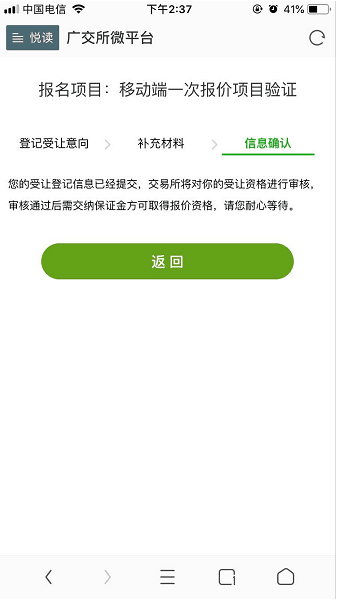 中国电信 下午2:37 41%
悦读 广交所微平台
报名项目：移动端一次报价项目验证
登记受让意向 补充材料 信息确认
您的受让登记信息已经提交，交易所将对你的受让资格进行审核，
审核通过后需交纳保证金方可取得报价资格，请您耐心等待。
返回